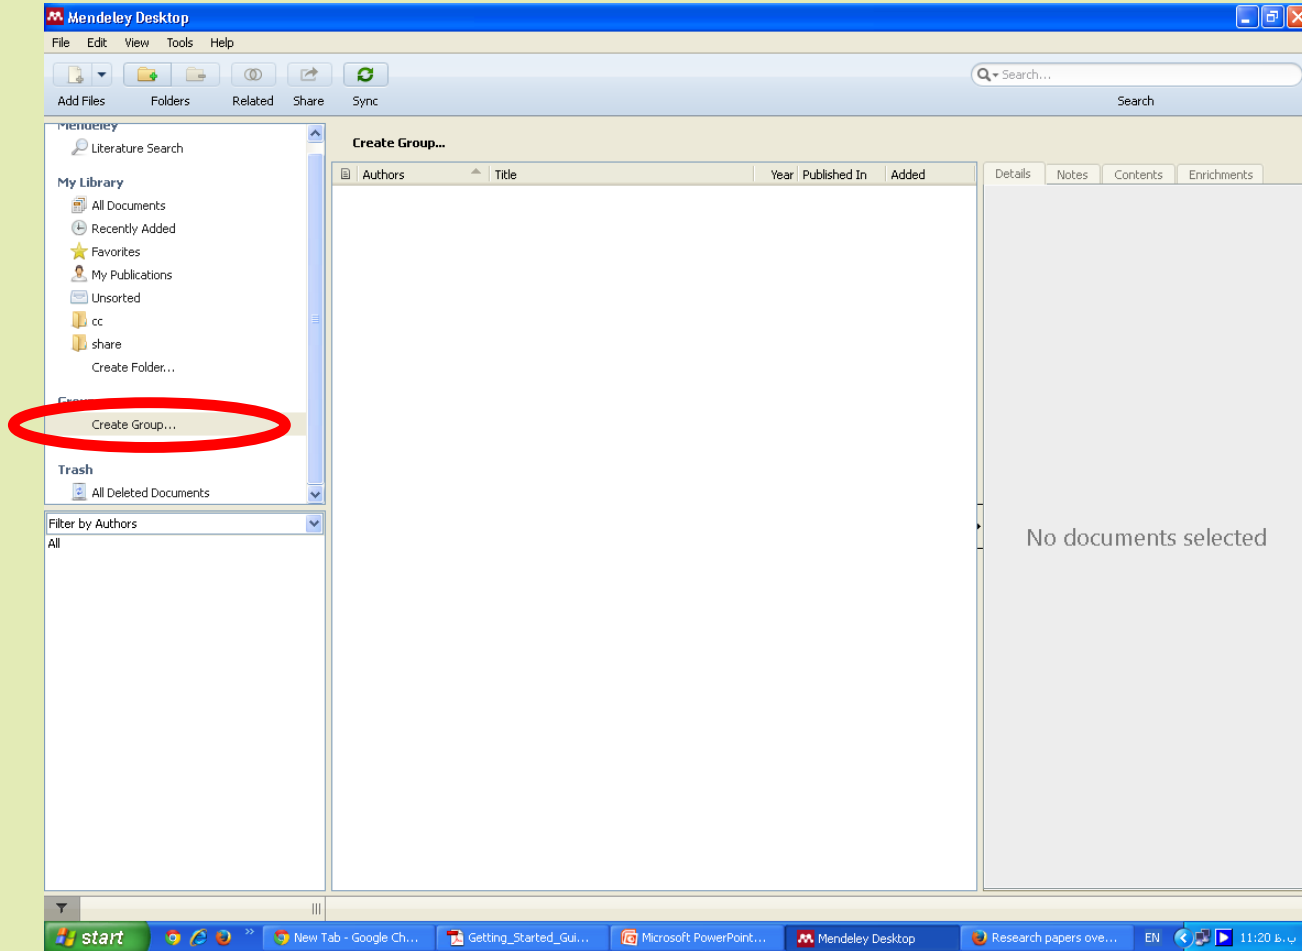 Mendeley Desktop
File Edit View Tools Help
Search...
Add Files Folders Related Share Sync Search
Mendeley
Literature Search
My Library
All Documents
Recently Added
Favorites
My Publications
Unsorted
cc
share
Create Folder...
Create Group...
Trash
All Deleted Documents
Filter by Authors
All
Create Group...
Authors Title Year Published In Added
Details Notes Contents Enrichments
No documents selected
start New Tab - Google Ch... Getting_Started_Gui... Microsoft PowerPoint... Mendeley Desktop Research papers ove... EN 11:20